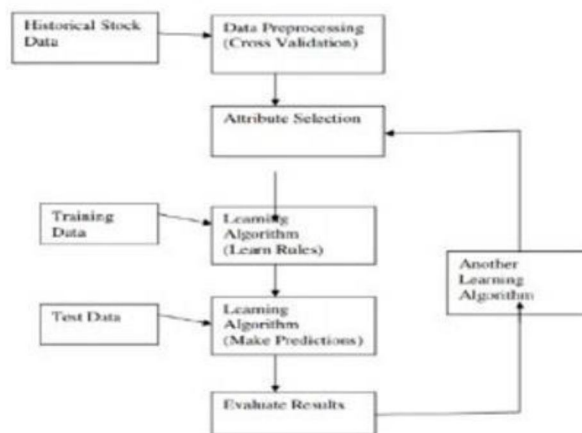 Historical Stock
Data
Data Preprocessing
(Cross Validation)
Attribute Selection
Training
Data
Learning
Algorithm
(Learn Rules)
Another
Learning
Algorithm
Test Data
Learning
Algorithm
(Make Predictions)
Evaluate Results